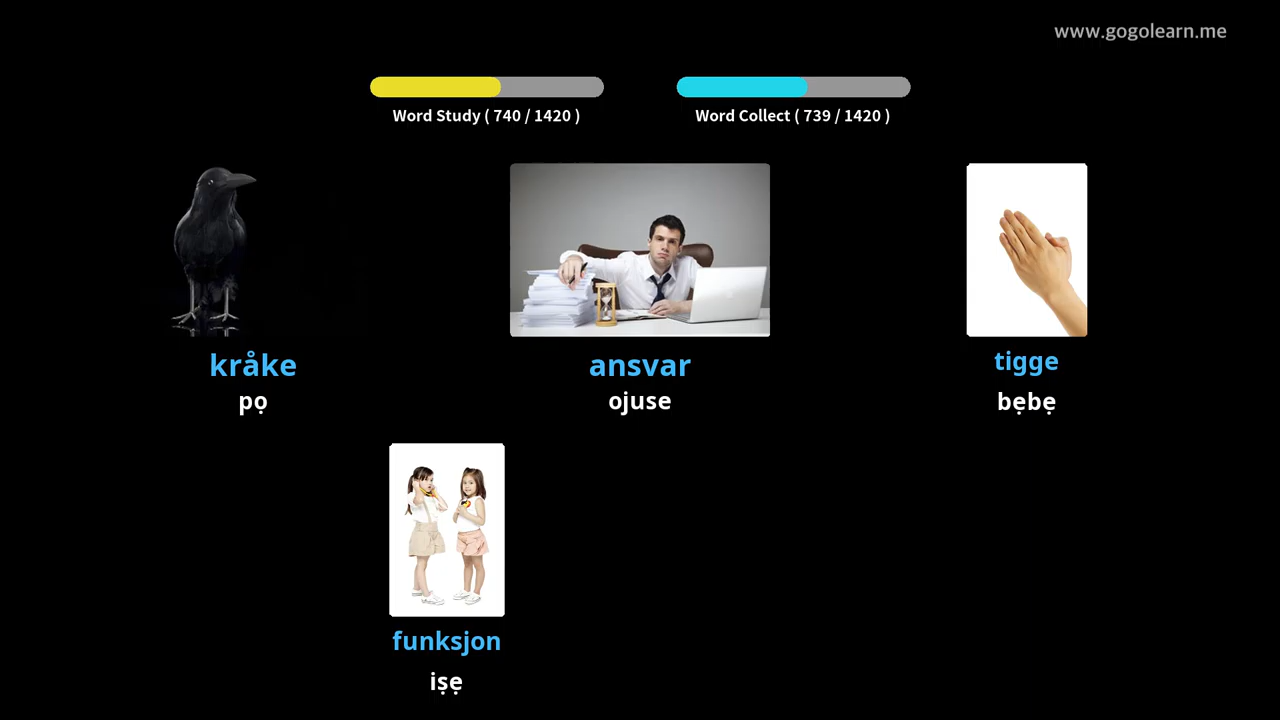 www.gogolearn.me
Word Study ( 740 / 1420 )
Word Collect ( 739 / 1420 )
kråke
pọ
ansvar
ojuse
tigge
bẹbẹ
funksjon
iṣẹ